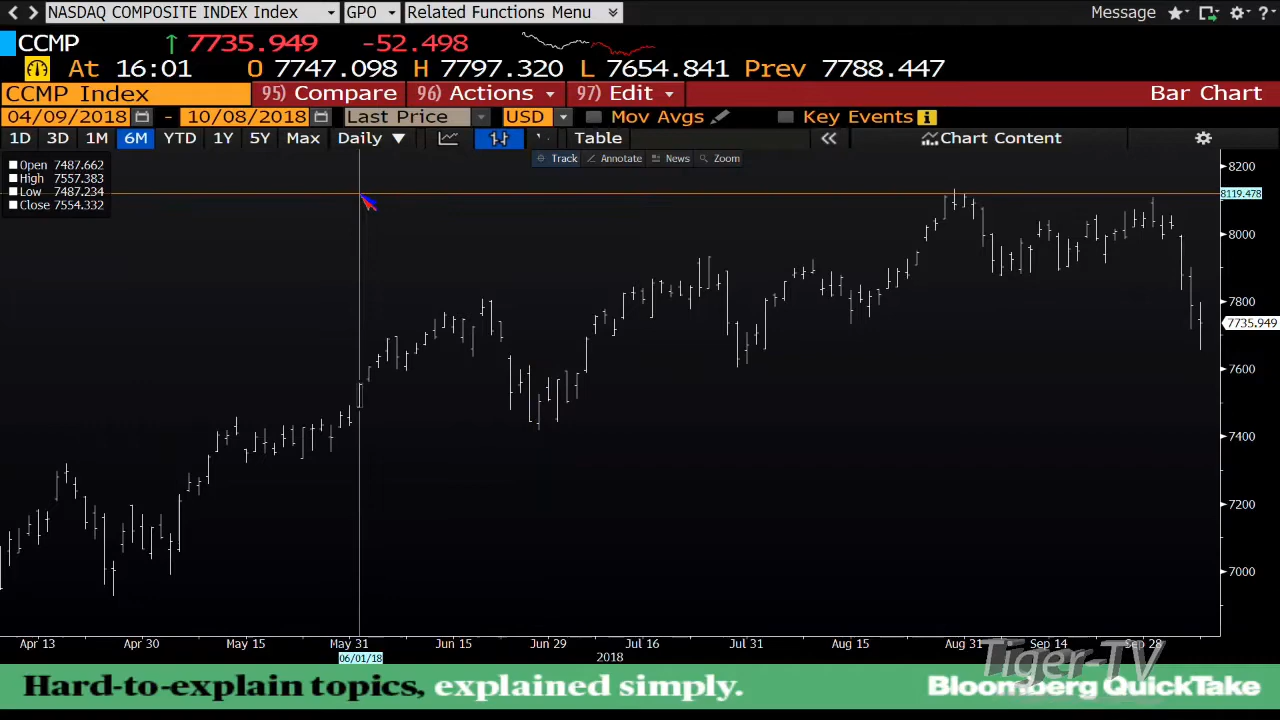 NASDAQ COMPOSITE INDEX Index GPO Related Functions Menu Message ?
CCMP ↑ 7735.949 -52.498
At 16:01 O 7747.098 H 7797.320 L 7654.841 Prev 7788.447
CCMP Index 95) Compare 96) Actions 97) Edit Bar Chart
04/09/2018 - 10/08/2018 Last Price USD Mov Avgs Key Events i
1D 3D 1M 6M YTD 1Y 5Y Max Daily ▼ Table « Chart Content
Track Annotate News Zoom
Open 7487.662
High 7557.383
Low 7487.234
Close 7554.332
8200
8119.478
8000
7800
7735.949
7600
7400
7200
7000
Apr 13 Apr 30 May 15 May 31 Jun 15 Jun 29 Jul 16 Jul 31 Aug 15 Aug 31 Sep 14 Sep 28
06/01/18 2018
Tiger-TV
Hard-to-explain topics, explained simply. Bloomberg QuickTake